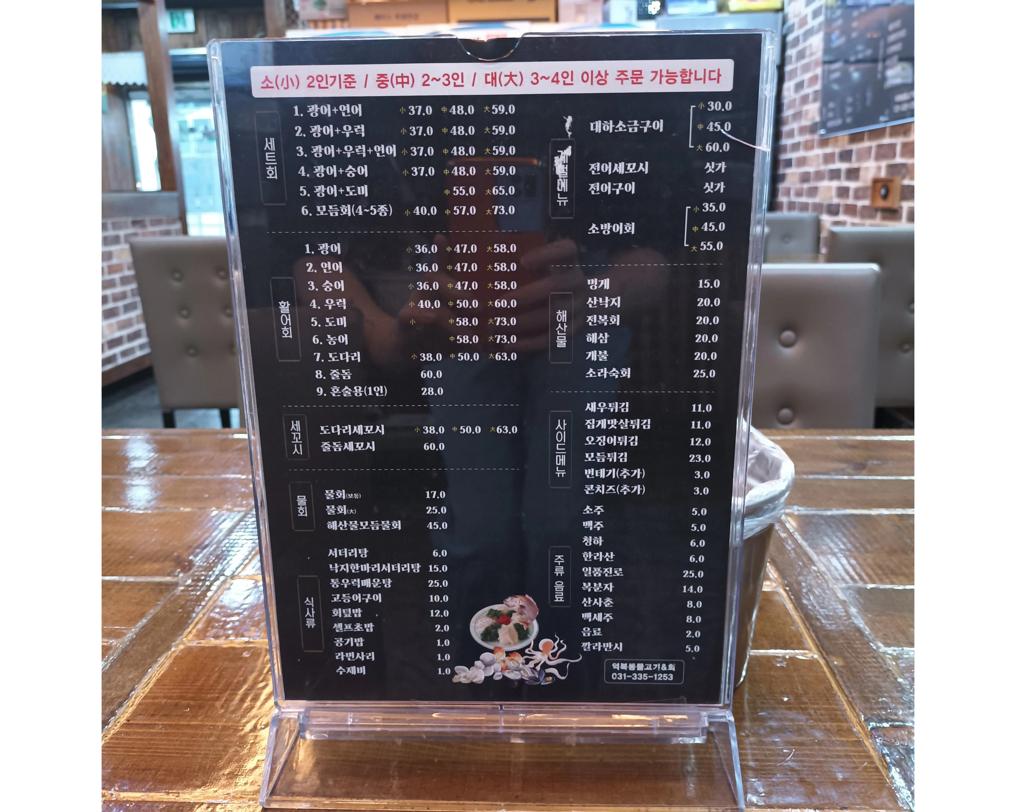 소(小) 2인기준 / 중(中) 2~3인 / 대(大) 3~4인 이상 주문 가능합니다
세트회
1. 광어+연어 小37.0 中48.0 大59.0
2. 광어+우럭 小37.0 中48.0 大59.0
3. 광어+우럭+연어 小37.0 中48.0 大59.0
4. 광어+숭어 小37.0 中48.0 大59.0
5. 광어+도미 中55.0 大65.0
6. 모듬회(4~5종) 小40.0 中57.0 大73.0
활어회
1. 광어 小36.0 中47.0 大58.0
2. 연어 小36.0 中47.0 大58.0
3. 숭어 小36.0 中47.0 大58.0
4. 우럭 小40.0 中50.0 大60.0
5. 도미 小 中58.0 大73.0
6. 농어 中58.0 大73.0
7. 도다리 小38.0 中50.0 大63.0
8. 줄돔 60.0
9. 혼술용(1인) 28.0
세꼬시
도다리세꼬시 小38.0 中50.0 大63.0
줄돔세꼬시 60.0
물회
물회(보통) 17.0
물회(大) 25.0
해산물모듬물회 45.0
식사류
서더리탕 6.0
낙지한마리서더리탕 15.0
통우럭매운탕 25.0
고등어구이 10.0
회덮밥 12.0
셀프초밥 2.0
공기밥 1.0
라면사리 1.0
수제비 1.0
계절메뉴
대하소금구이 小30.0
中45.0
大60.0
전어세꼬시 싯가
전어구이 싯가
소방어회 小35.0
中45.0
大55.0
해산물
멍게 15.0
산낙지 20.0
전복회 20.0
해삼 20.0
개불 20.0
소라숙회 25.0
사이드메뉴
새우튀김 11.0
집게맛살튀김 11.0
오징어튀김 12.0
모듬튀김 23.0
번데기(추가) 3.0
콘치즈(추가) 3.0
주류 음료
소주 5.0
맥주 5.0
청하 6.0
한라산 6.0
일품진로 25.0
복분자 14.0
산사춘 8.0
백세주 8.0
음료 2.0
깔라만시 5.0
역북동물고기&회
031-335-1253